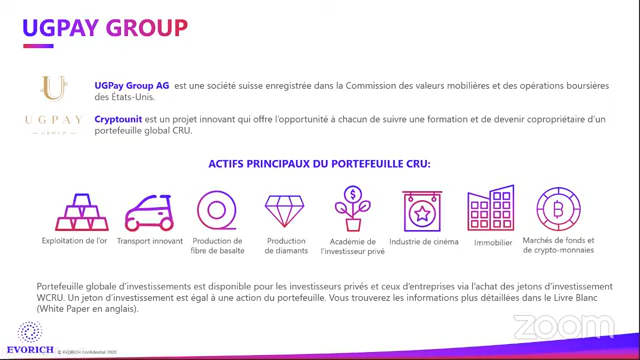 UGPAY GROUP
UGPay Group AG est une société suisse enregistrée dans la Commission des valeurs mobilières et des opérations boursières
des États-Unis.
UGPAY
GROUP
Cryptounit est un projet innovant qui offre l'opportunité à chacun de suivre une formation et de devenir copropriétaire d'un
portefeuille global CRU.
ACTIFS PRINCIPAUX DU PORTEFEUILLE CRU:
Exploitation de l'or
Transport innovant
Production de
fibre de basalte
Production
de diamants
Académie de
l'investisseur privé
Industrie de cinéma
Immobilier
Marchés de fonds et
de crypto-monnaies
Portefeuille globale d'investissements est disponible pour les investisseurs privés et ceux d'entreprises via l'achat des jetons d'investissement
WCRU. Un jeton d'investissement est égal à une action du portefeuille. Vous trouverez les informations plus détaillées dans le Livre Blanc
(White Paper en anglais).
EVORICH
© EVORICH Confidential 2020
zoom